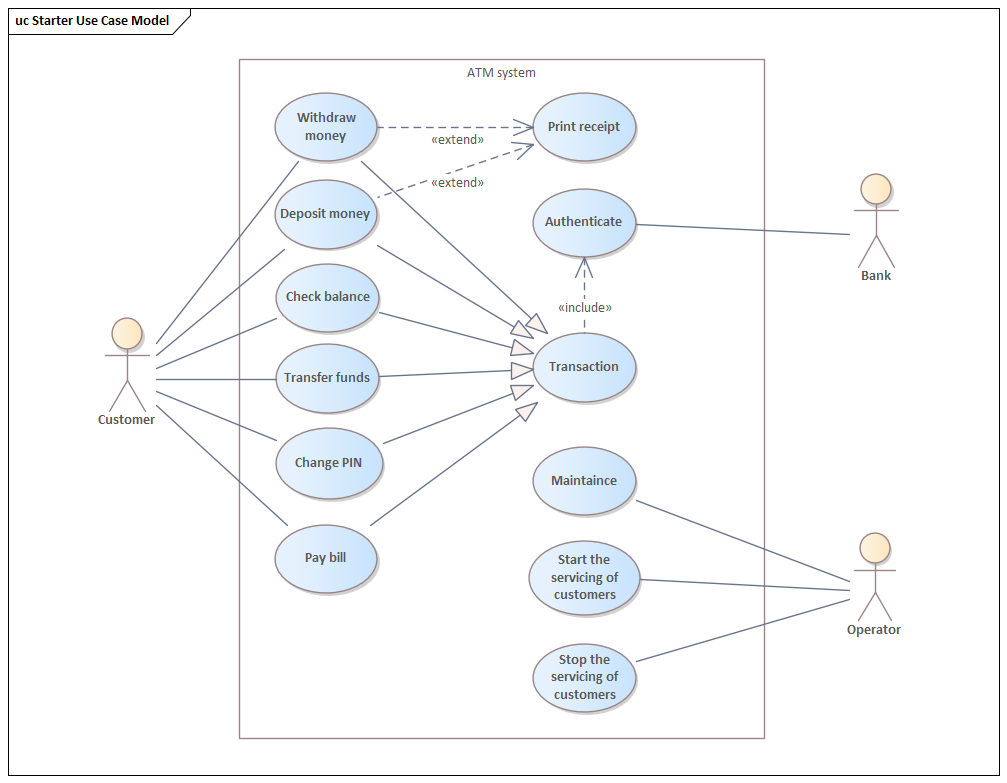 uc Starter Use Case Model
ATM system
Withdraw
money
Print receipt
«extend»
«extend»
Deposit money
Authenticate
Bank
Check balance
«include»
Transaction
Transfer funds
Customer
Change PIN
Maintaince
Pay bill
Start the
servicing of
customers
Operator
Stop the
servicing of
customers